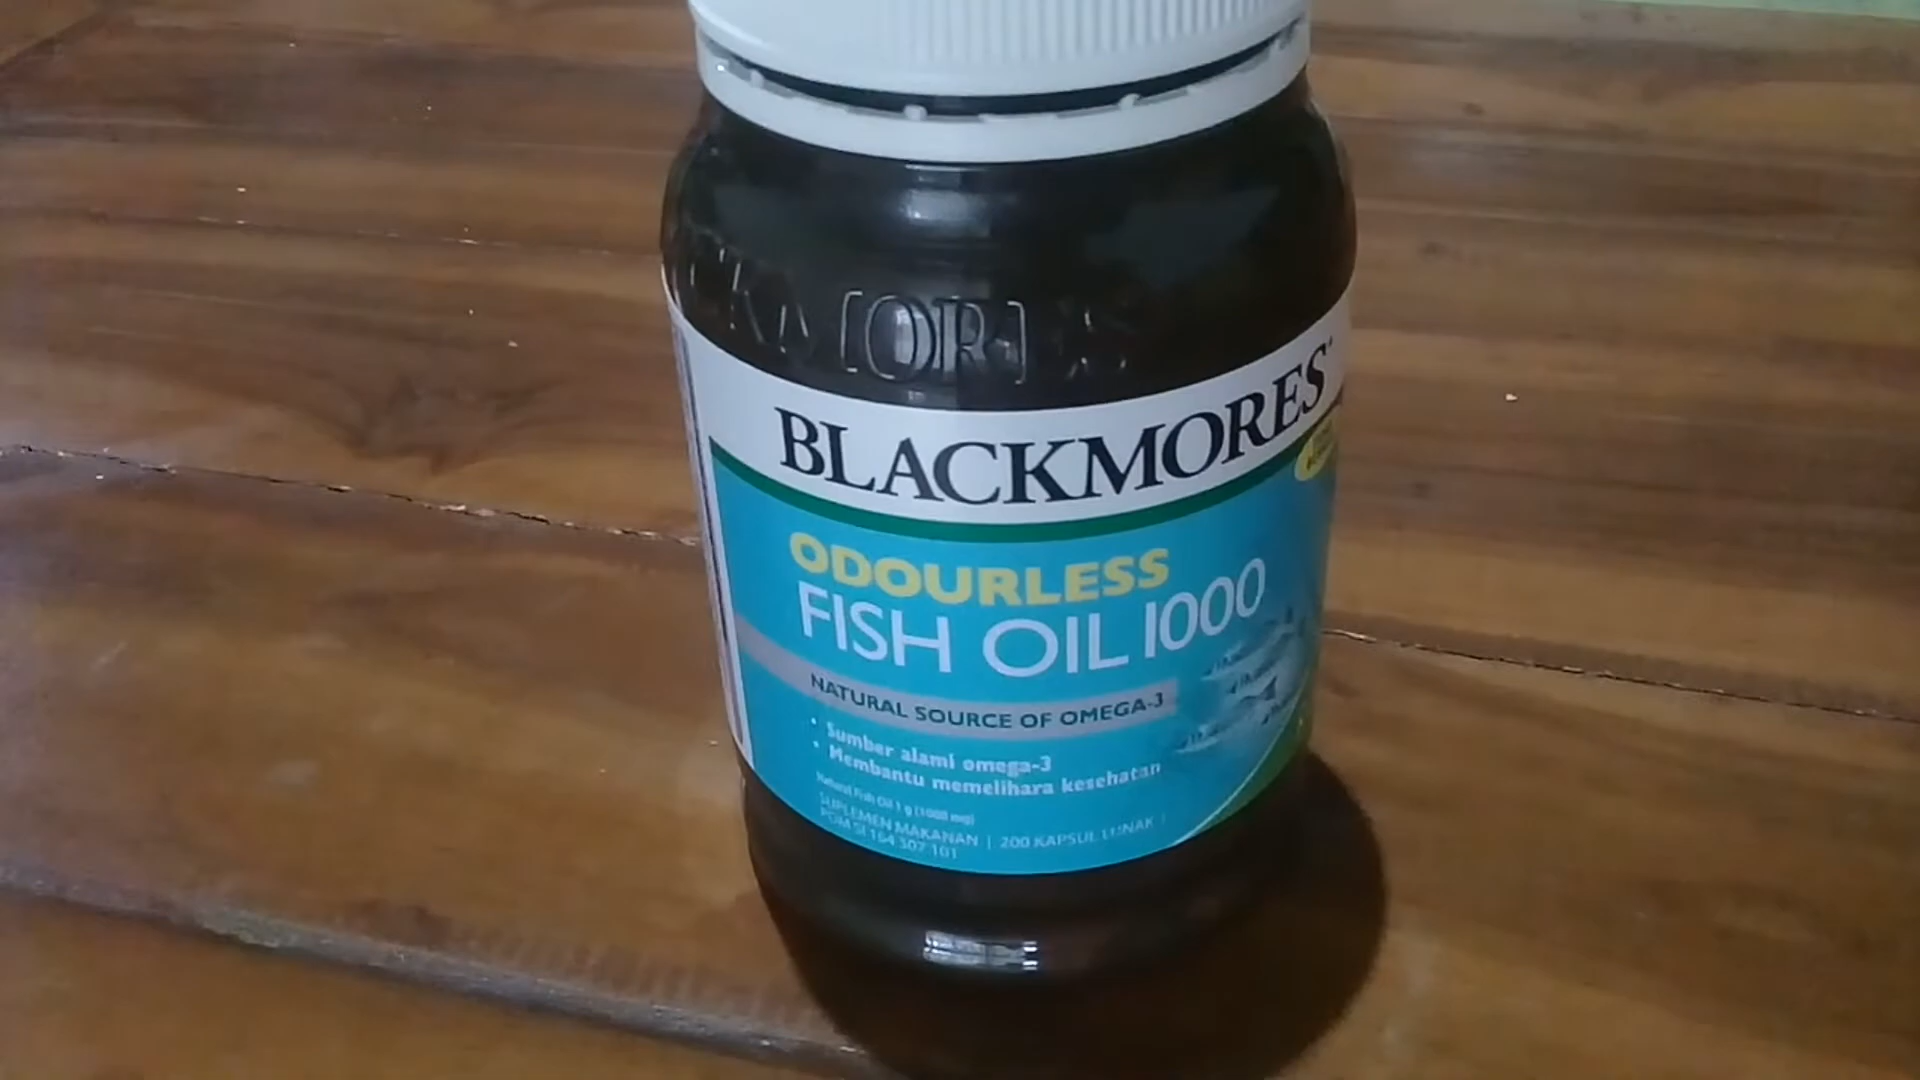 [OR]
BLACKMORES
ODOURLESS
FISH OIL 1000
NATURAL SOURCE OF OMEGA-3
• Sumber alami omega-3
• Membantu memelihara kesehatan
Natural Fish Oil 1 g (1000 mg)
SUPLEMEN MAKANAN | 200 KAPSUL LUNAK |
POM SI 164 307 101